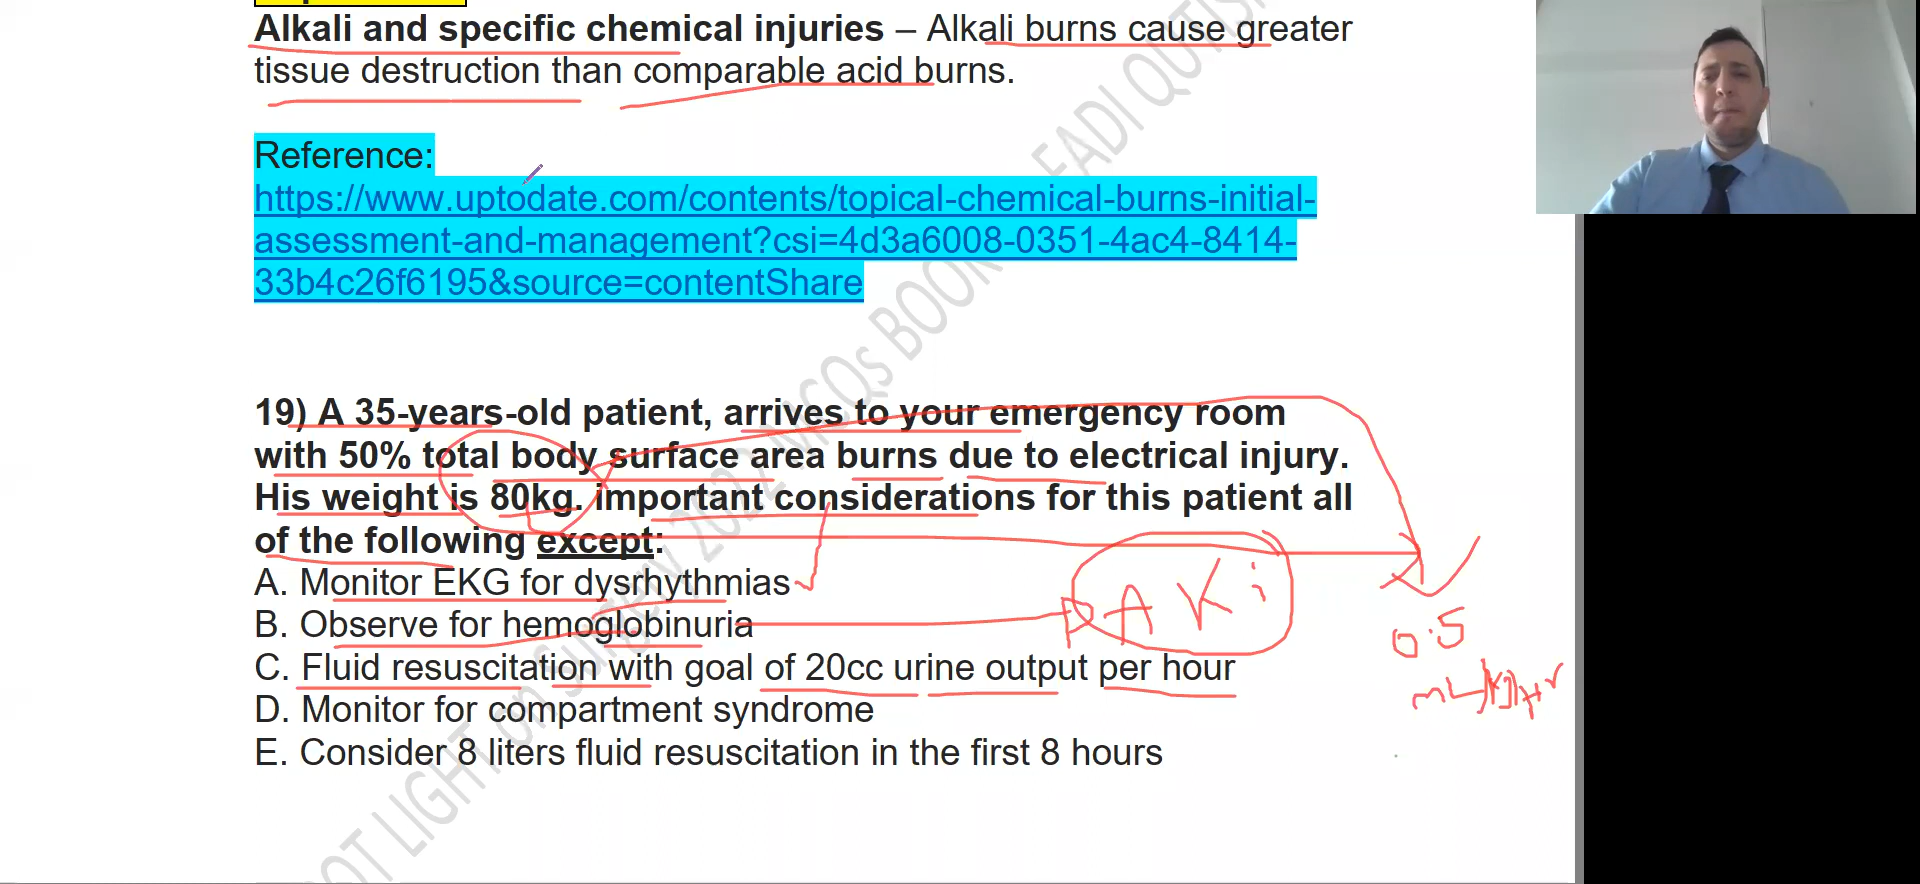 Alkali and specific chemical injuries – Alkali burns cause greater
tissue destruction than comparable acid burns.
Reference:
https://www.uptodate.com/contents/topical-chemical-burns-initial-
assessment-and-management?csi=4d3a6008-0351-4ac4-8414-
33b4c26f6195&source=contentShare
19) A 35-years-old patient, arrives to your emergency room
with 50% total body surface area burns due to electrical injury.
His weight is 80kg. important considerations for this patient all
of the following except:
A. Monitor EKG for dysrhythmias
B. Observe for hemoglobinuria
C. Fluid resuscitation with goal of 20cc urine output per hour
D. Monitor for compartment syndrome
E. Consider 8 liters fluid resuscitation in the first 8 hours
AKi
0.5
mL/kg/Hr